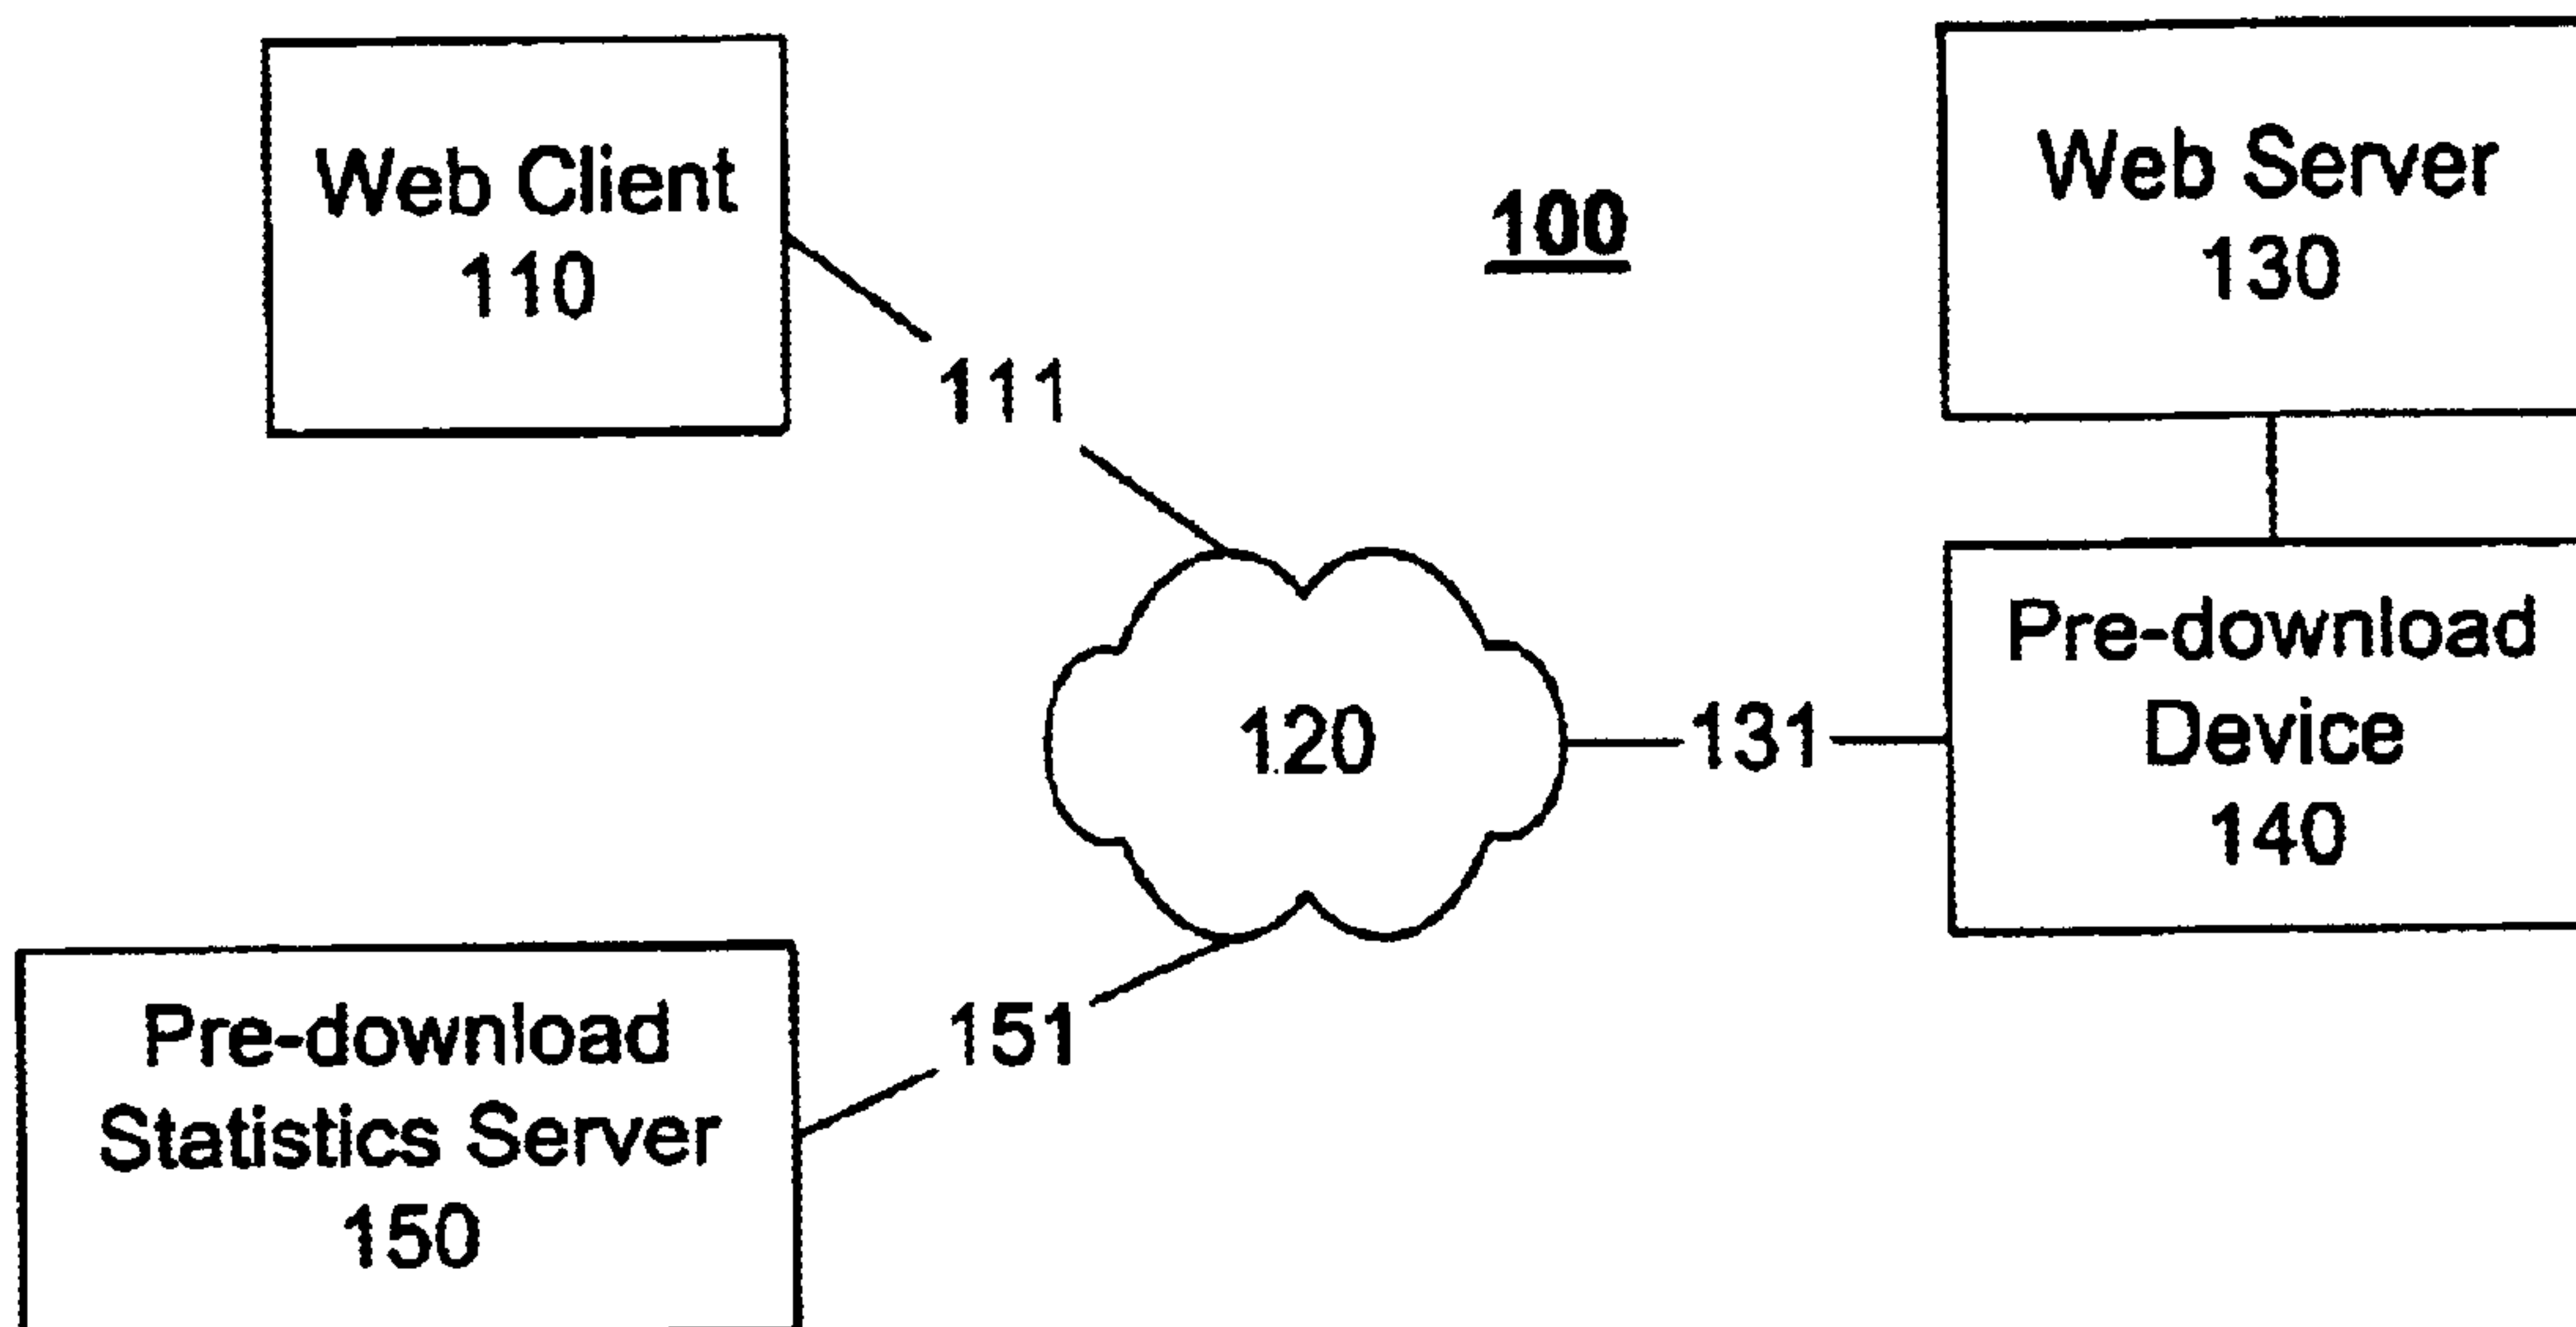 Web Client
110
100
Web Server
130
111
120
131
Pre-download
Device
140
151
Pre-download
Statistics Server
150